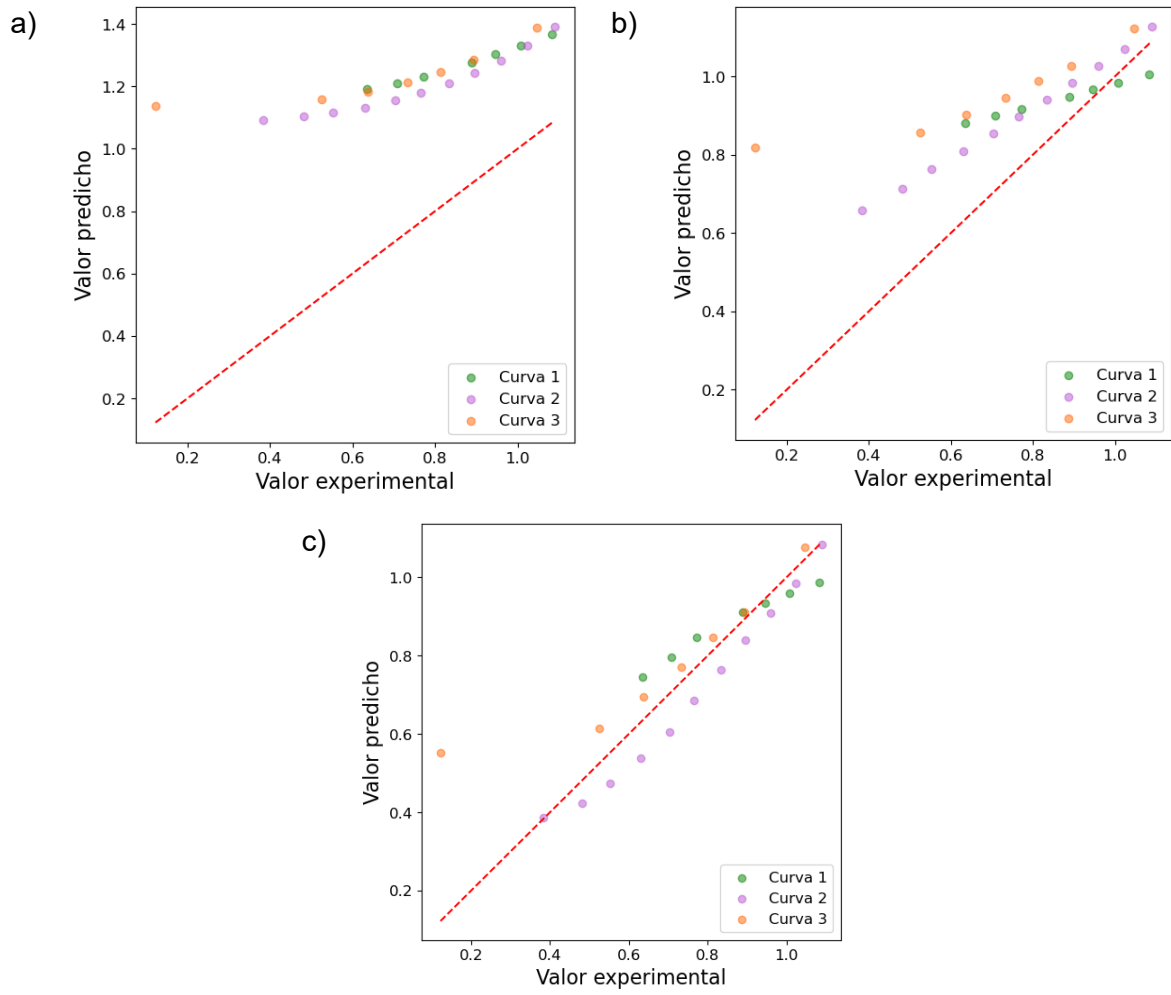 a)
1.4
1.2
1.0
0.8
0.6
0.4
0.2
Valor predicho
0.2 0.4 0.6 0.8 1.0
Valor experimental
Curva 1
Curva 2
Curva 3
b)
1.0
0.8
0.6
0.4
0.2
Valor predicho
0.2 0.4 0.6 0.8 1.0
Valor experimental
Curva 1
Curva 2
Curva 3
c)
1.0
0.8
0.6
0.4
0.2
Valor predicho
0.2 0.4 0.6 0.8 1.0
Valor experimental
Curva 1
Curva 2
Curva 3